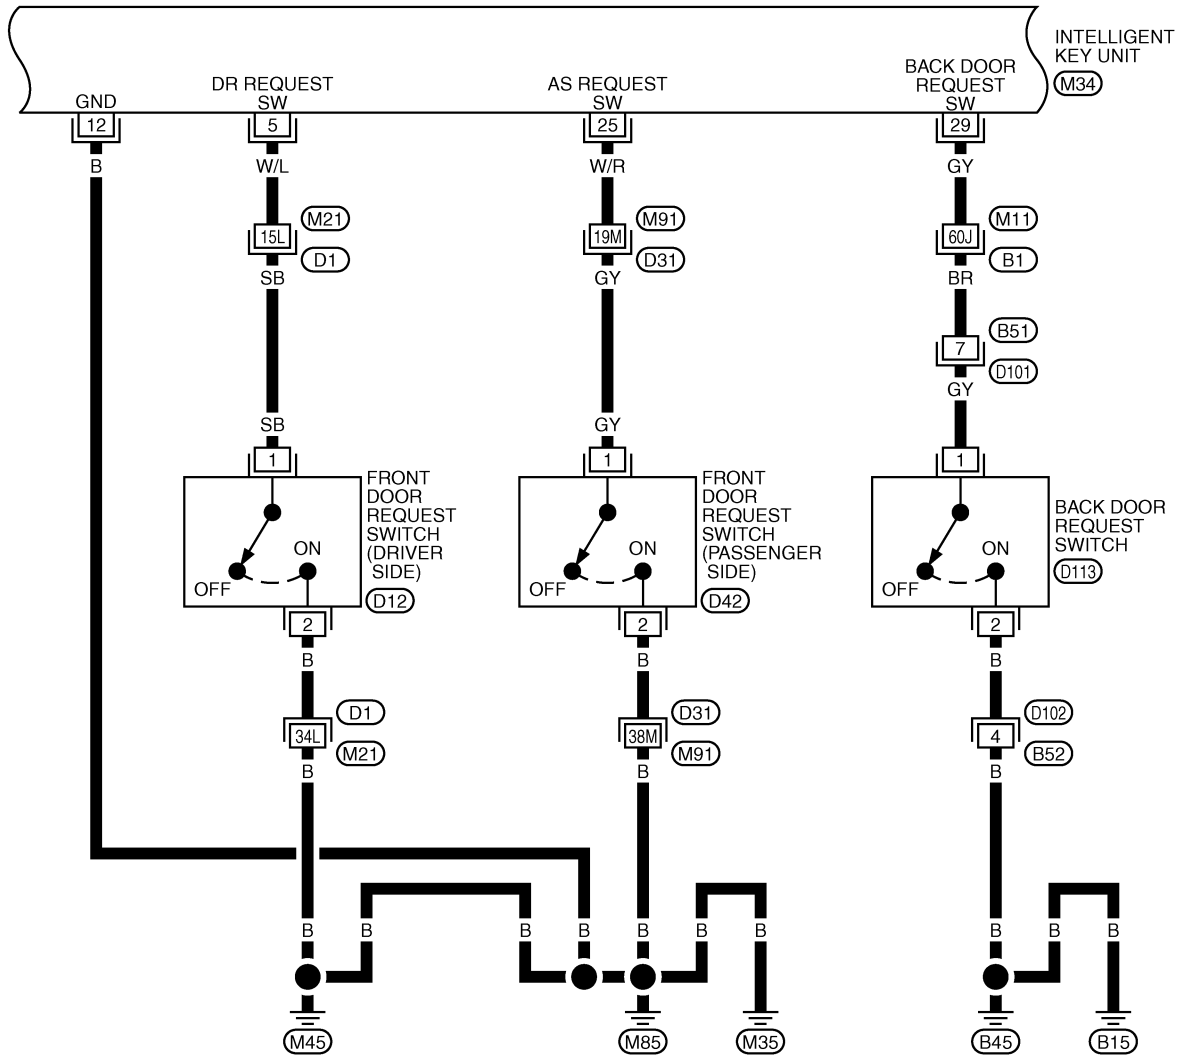 INTELLIGENT
KEY UNIT
M34
GND
DR REQUEST
SW
AS REQUEST
SW
BACK DOOR
REQUEST
SW
12
5
25
29
B
W/L
W/R
GY
15L
M21
D1
19M
M91
D31
60J
M11
B1
SB
GY
BR
7
B51
D101
GY
SB
GY
1
1
1
FRONT
DOOR
REQUEST
SWITCH
(DRIVER
SIDE)
D12
ON
OFF
FRONT
DOOR
REQUEST
SWITCH
(PASSENGER
SIDE)
D42
ON
OFF
BACK DOOR
REQUEST
SWITCH
D113
ON
OFF
2
2
2
B
B
B
34L
D1
M21
38M
D31
M91
4
D102
B52
B
B
B
B
B
B
B
B
B
B
B
B
B
M45
M85
M35
B45
B15